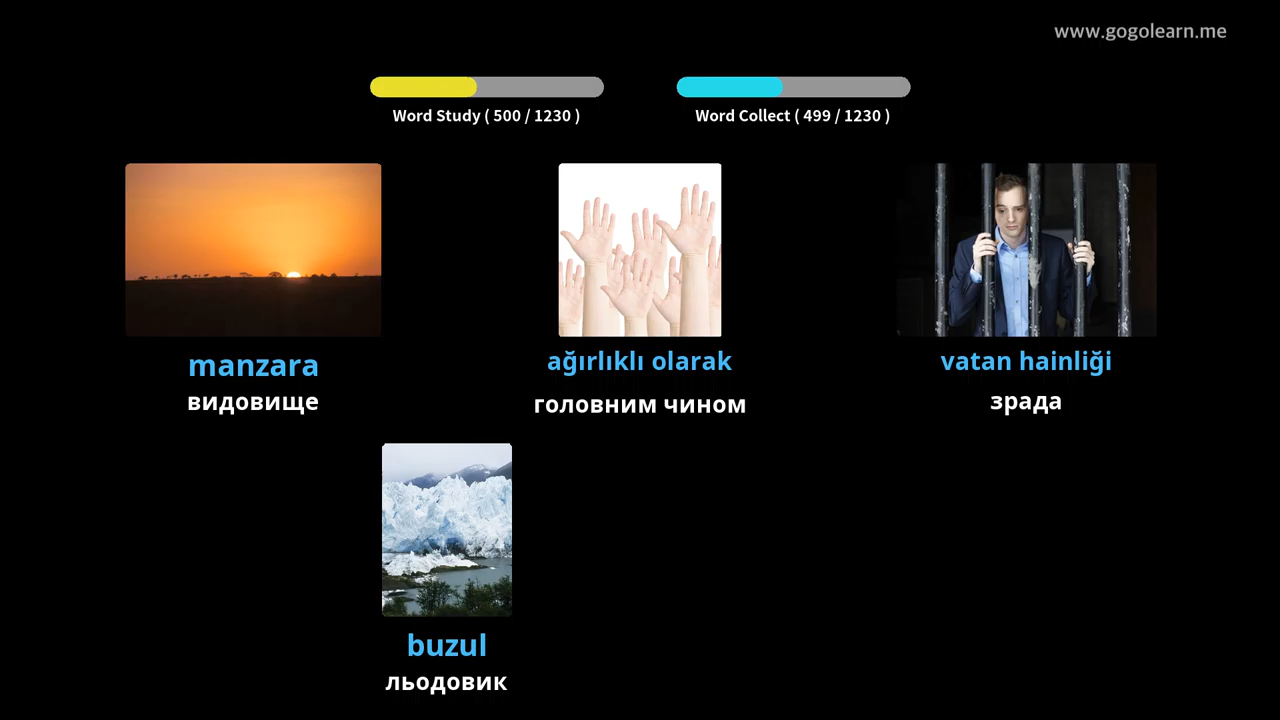 www.gogolearn.me
Word Study ( 500 / 1230 )
Word Collect ( 499 / 1230 )
manzara
видовище
ağırlıklı olarak
головним чином
vatan hainliği
зрада
buzul
льодовик